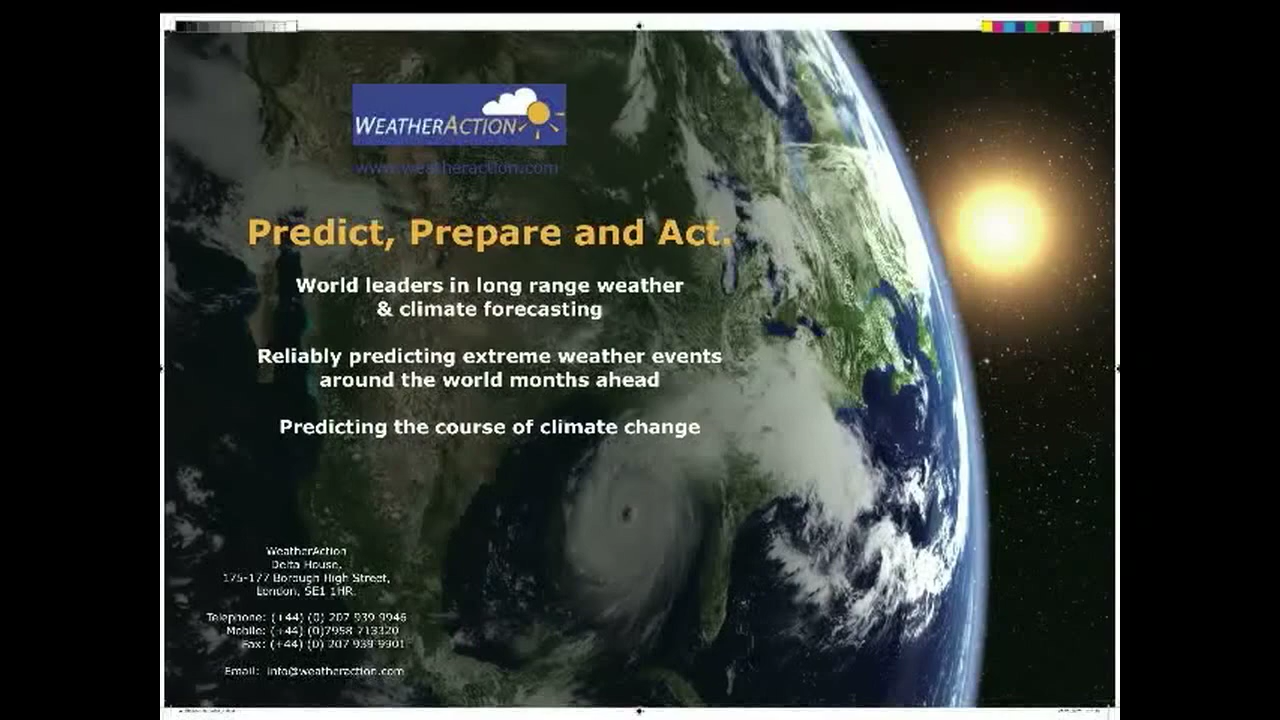 WEATHERACTION
www.weatheraction.com
Predict, Prepare and Act.
World leaders in long range weather
& climate forecasting
Reliably predicting extreme weather events
around the world months ahead
Predicting the course of climate change
WeatherAction
Delta House,
175-177 Borough High Street,
London, SE1 1HR.
Telephone: (+44) (0) 207 939 9946
Mobile: (+44) (0)7958 713320
Fax: (+44) (0) 207 939 9901
Email: info@weatheraction.com